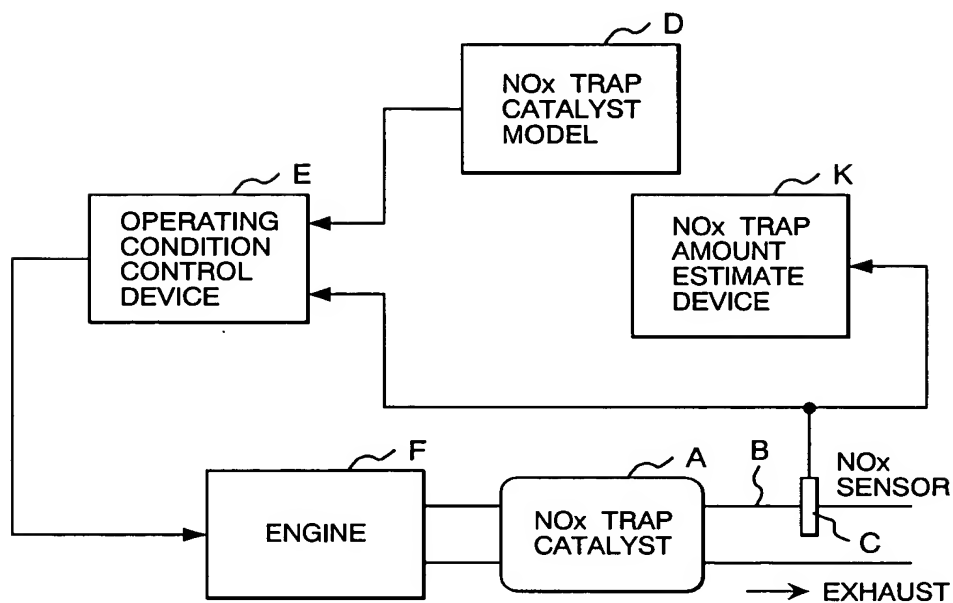 D
NOx TRAP
CATALYST
MODEL
E
OPERATING
CONDITION
CONTROL
DEVICE
K
NOx TRAP
AMOUNT
ESTIMATE
DEVICE
F
ENGINE
A
NOx TRAP
CATALYST
B
NOx
SENSOR
C
EXHAUST